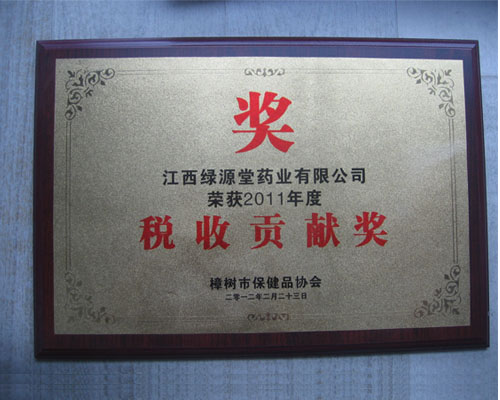 奖
江西绿源堂药业有限公司
荣获2011年度
税收贡献奖
樟树市保健品协会
二零一二年二月二十三日